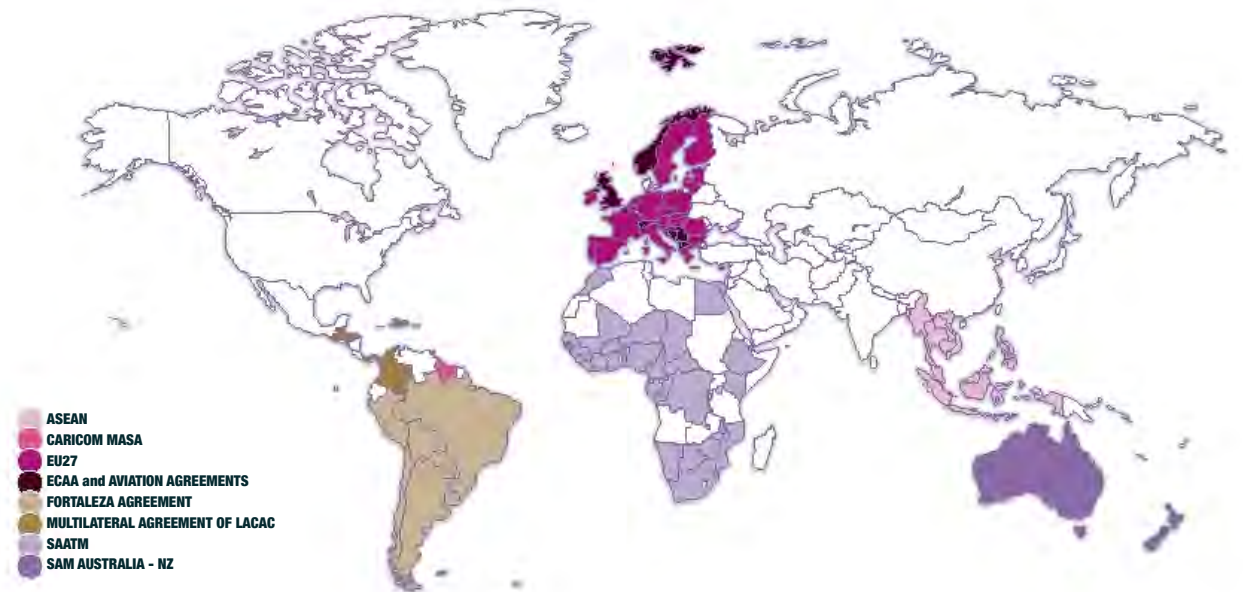 ASEAN
CARICOM MASA
EU27
ECAA and AVIATION AGREEMENTS
FORTALEZA AGREEMENT
MULTILATERAL AGREEMENT OF LACAC
SAATM
SAM AUSTRALIA - NZ